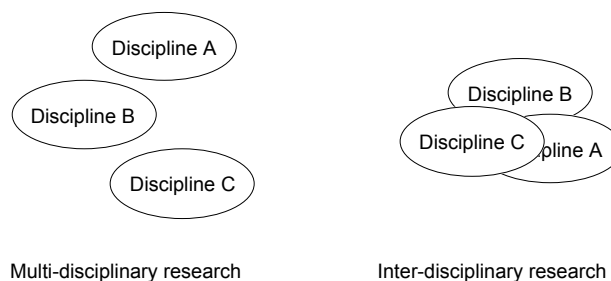 Discipline A
Discipline B
Discipline C
Multi-disciplinary research
Discipline B
Discipline C
pline A
Inter-disciplinary research